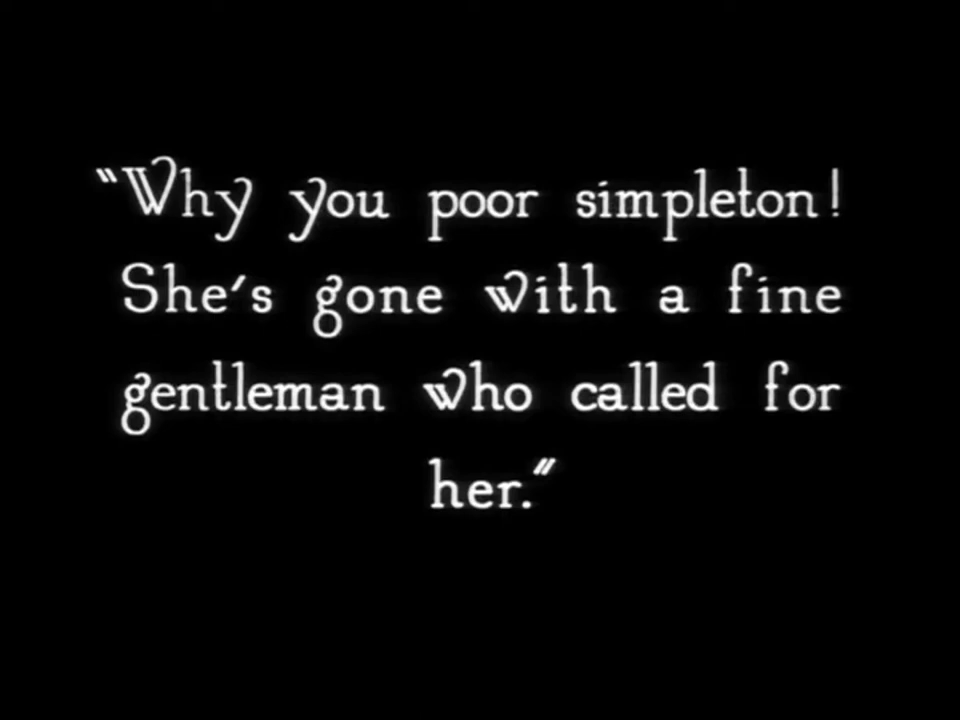 "Why you poor simpleton!
She's gone with a fine
gentleman who called for
her."